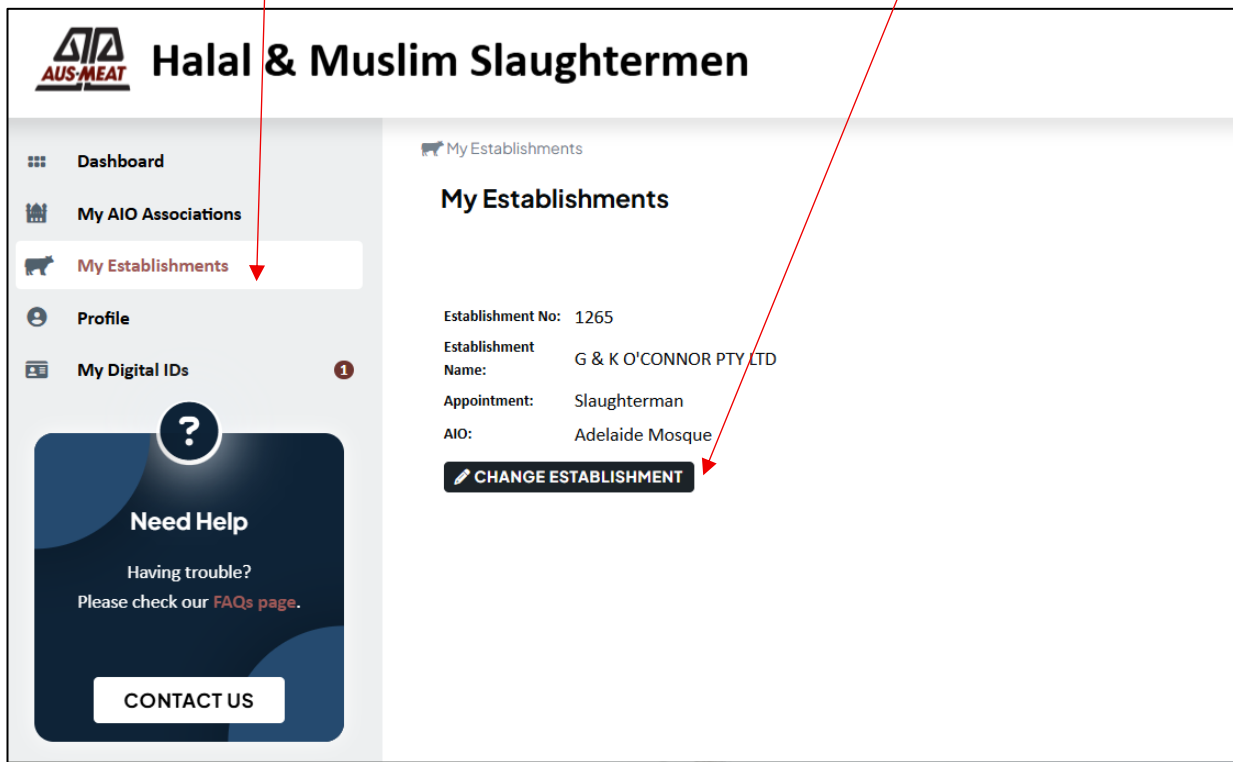 AUS-MEAT
Halal & Muslim Slaughtermen
Dashboard
My AIO Associations
My Establishments
Profile
My Digital IDs
1
?
Need Help
Having trouble?
Please check our FAQs page.
CONTACT US
My Establishments
My Establishments
Establishment No: 1265
Establishment
Name: G & K O'CONNOR PTY LTD
Appointment: Slaughterman
AIO: Adelaide Mosque
CHANGE ESTABLISHMENT